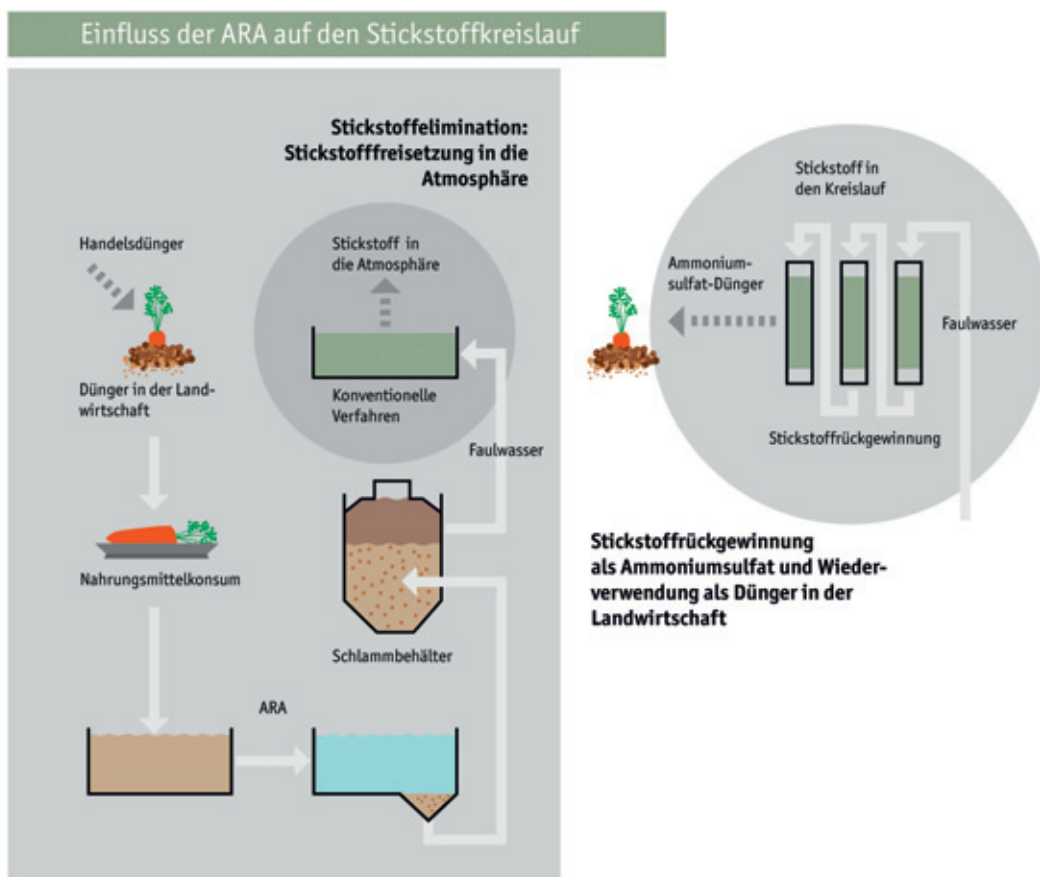 Einfluss der ARA auf den Stickstoffkreislauf
Stickstoffelimination:
Stickstofffreisetzung in die
Atmosphäre
Handelsdünger
Stickstoff in
die Atmosphäre
Dünger in der Land-
wirtschaft
Konventionelle
Verfahren
Faulwasser
Nahrungsmittelkonsum
Schlammbehälter
ARA
Stickstoff in
den Kreislauf
Ammonium-
sulfat-Dünger
Faulwasser
Stickstoffrückgewinnung
Stickstoffrückgewinnung
als Ammoniumsulfat und Wieder-
verwendung als Dünger in der
Landwirtschaft